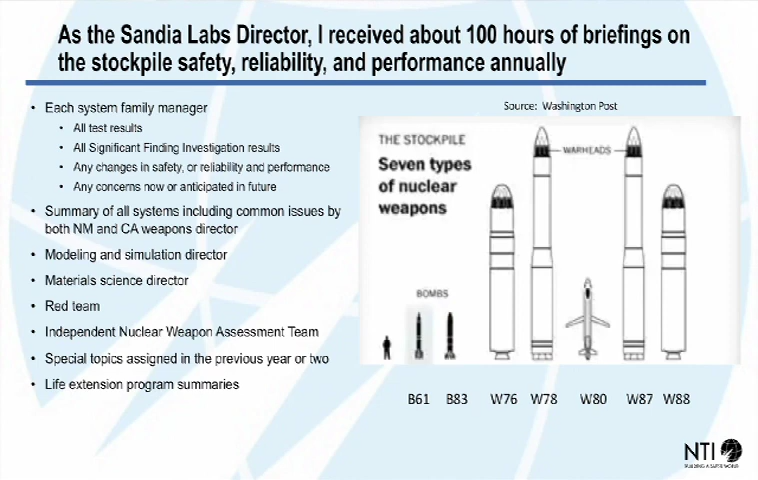 As the Sandia Labs Director, I received about 100 hours of briefings on
the stockpile safety, reliability, and performance annually
• Each system family manager
• All test results
• All Significant Finding Investigation results
• Any changes in safety, or reliability and performance
• Any concerns now or anticipated in future
• Summary of all systems including common issues by
both NM and CA weapons director
• Modeling and simulation director
• Materials science director
• Red team
• Independent Nuclear Weapon Assessment Team
• Special topics assigned in the previous year or two
• Life extension program summaries
Source: Washington Post
THE STOCKPILE
Seven types
of nuclear
weapons
WARHEADS
BOMBS
B61 B83 W76 W78 W80 W87 W88
NTI
BUILDING A SAFER WORLD